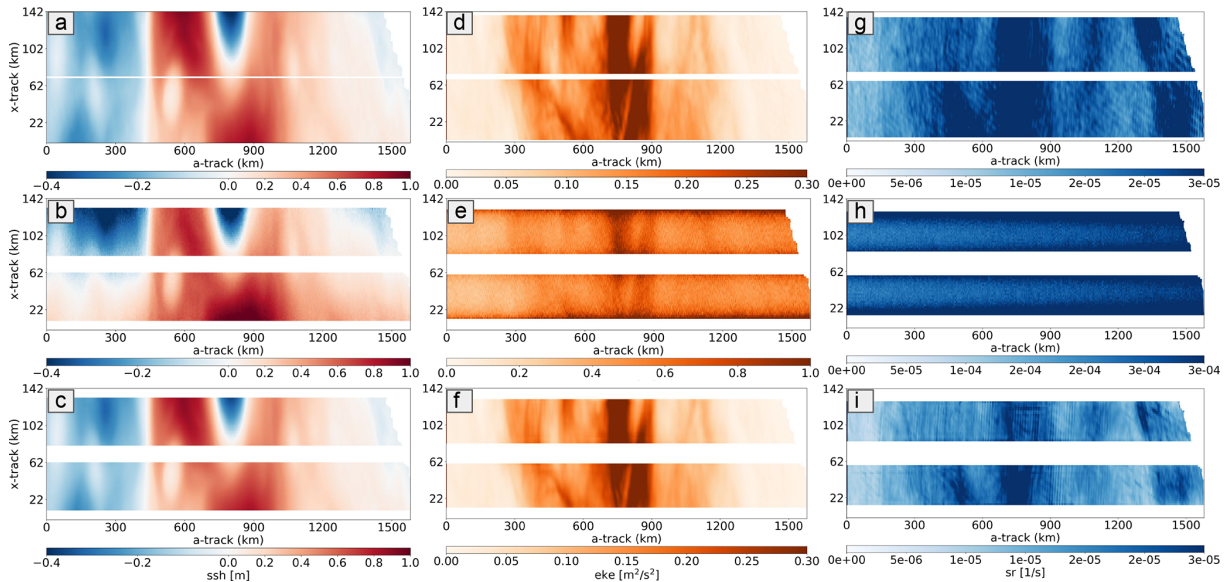 a
142
102
62
22
x-track (km)
0 300 600 900 1200 1500
a-track (km)
−0.4 −0.2 0.0 0.2 0.4 0.6 0.8 1.0
d
142
102
62
22
0 300 600 900 1200 1500
a-track (km)
0.00 0.05 0.10 0.15 0.20 0.25 0.30
g
142
102
62
22
0 300 600 900 1200 1500
a-track (km)
0e+00 5e-06 1e-05 1e-05 2e-05 2e-05 3e-05
b
142
102
62
22
x-track (km)
0 300 600 900 1200 1500
a-track (km)
−0.4 −0.2 0.0 0.2 0.4 0.6 0.8 1.0
e
142
102
62
22
0 300 600 900 1200 1500
a-track (km)
0.0 0.2 0.4 0.6 0.8 1.0
h
142
102
62
22
0 300 600 900 1200 1500
a-track (km)
0e+00 5e-05 1e-04 1e-04 2e-04 2e-04 3e-04
c
142
102
62
22
x-track (km)
0 300 600 900 1200 1500
a-track (km)
−0.4 −0.2 0.0 0.2 0.4 0.6 0.8 1.0
ssh [m]
f
142
102
62
22
0 300 600 900 1200 1500
a-track (km)
0.00 0.05 0.10 0.15 0.20 0.25 0.30
eke [m²/s²]
i
142
102
62
22
0 300 600 900 1200 1500
a-track (km)
0e+00 5e-06 1e-05 1e-05 2e-05 2e-05 3e-05
sr [1/s]